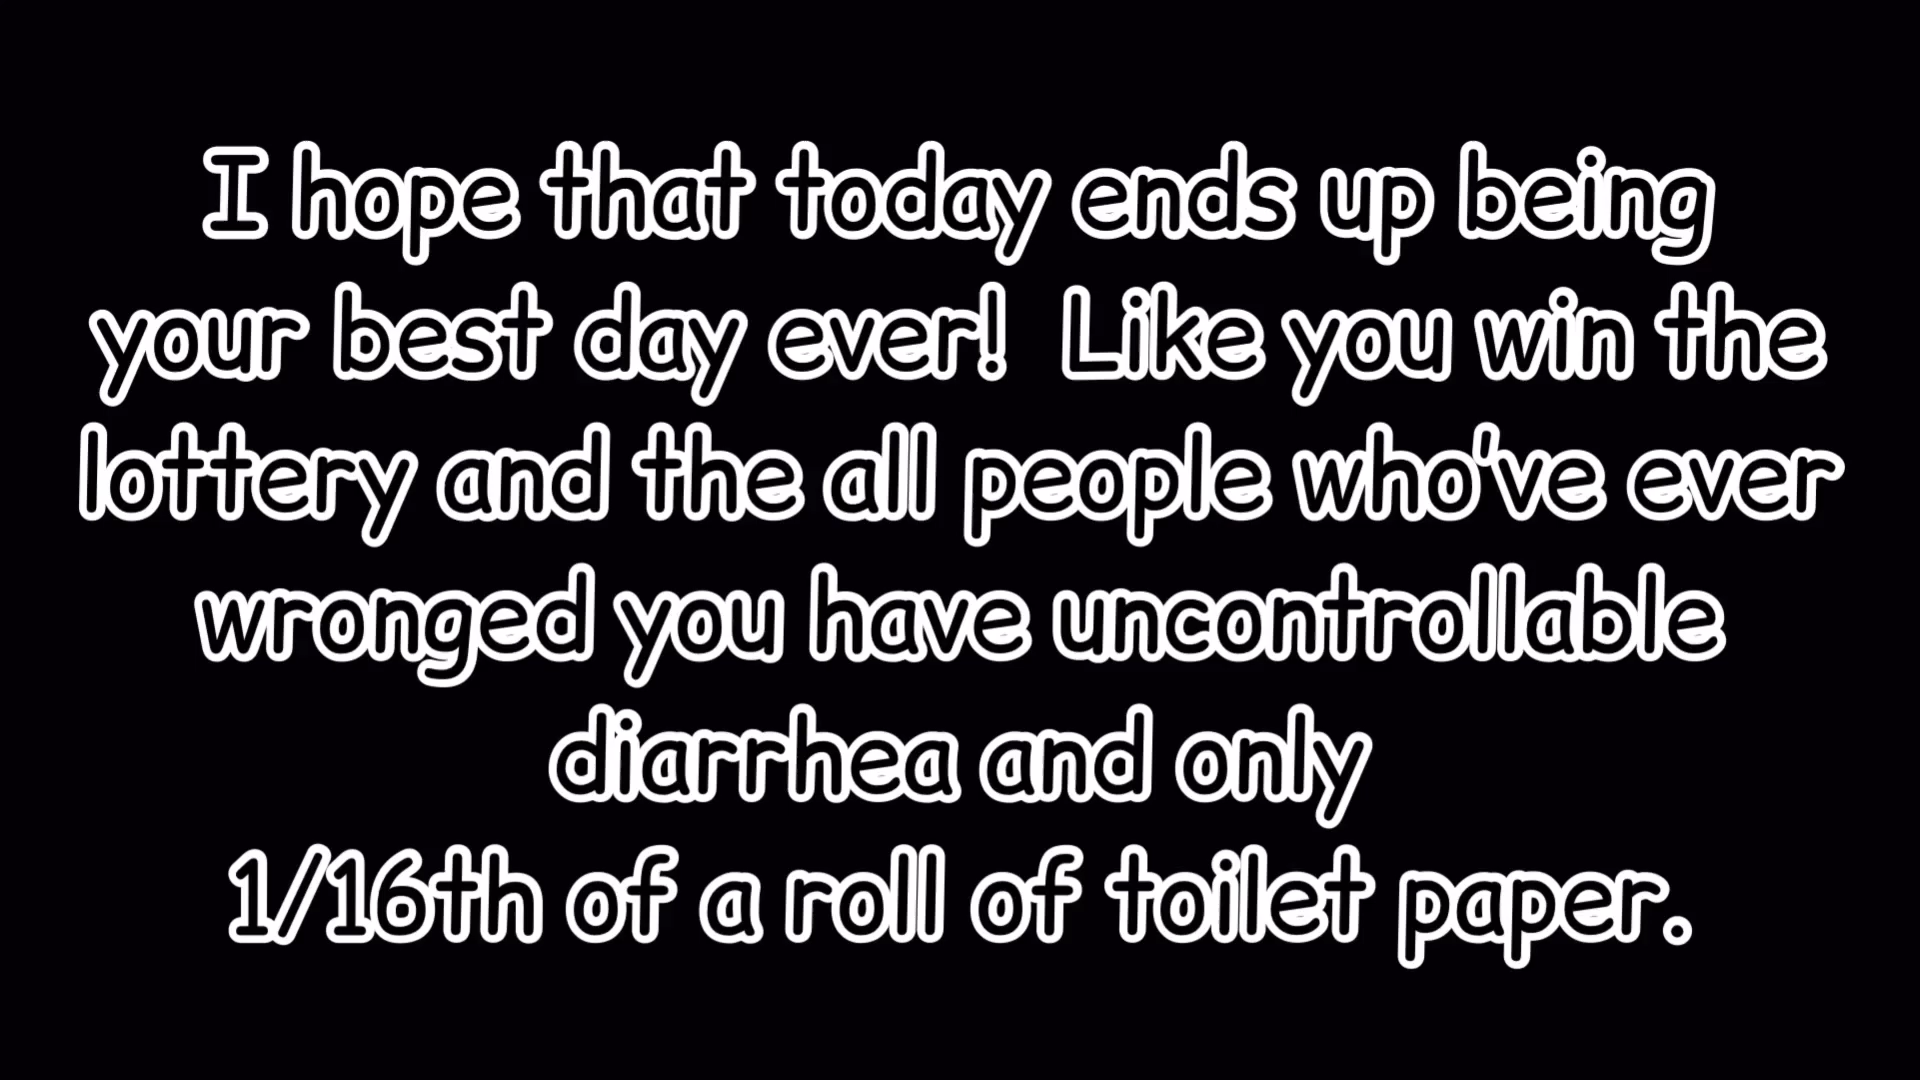 I hope that today ends up being
your best day ever!  Like you win the
lottery and the all people who've ever
wronged you have uncontrollable
diarrhea and only
1/16th of a roll of toilet paper.